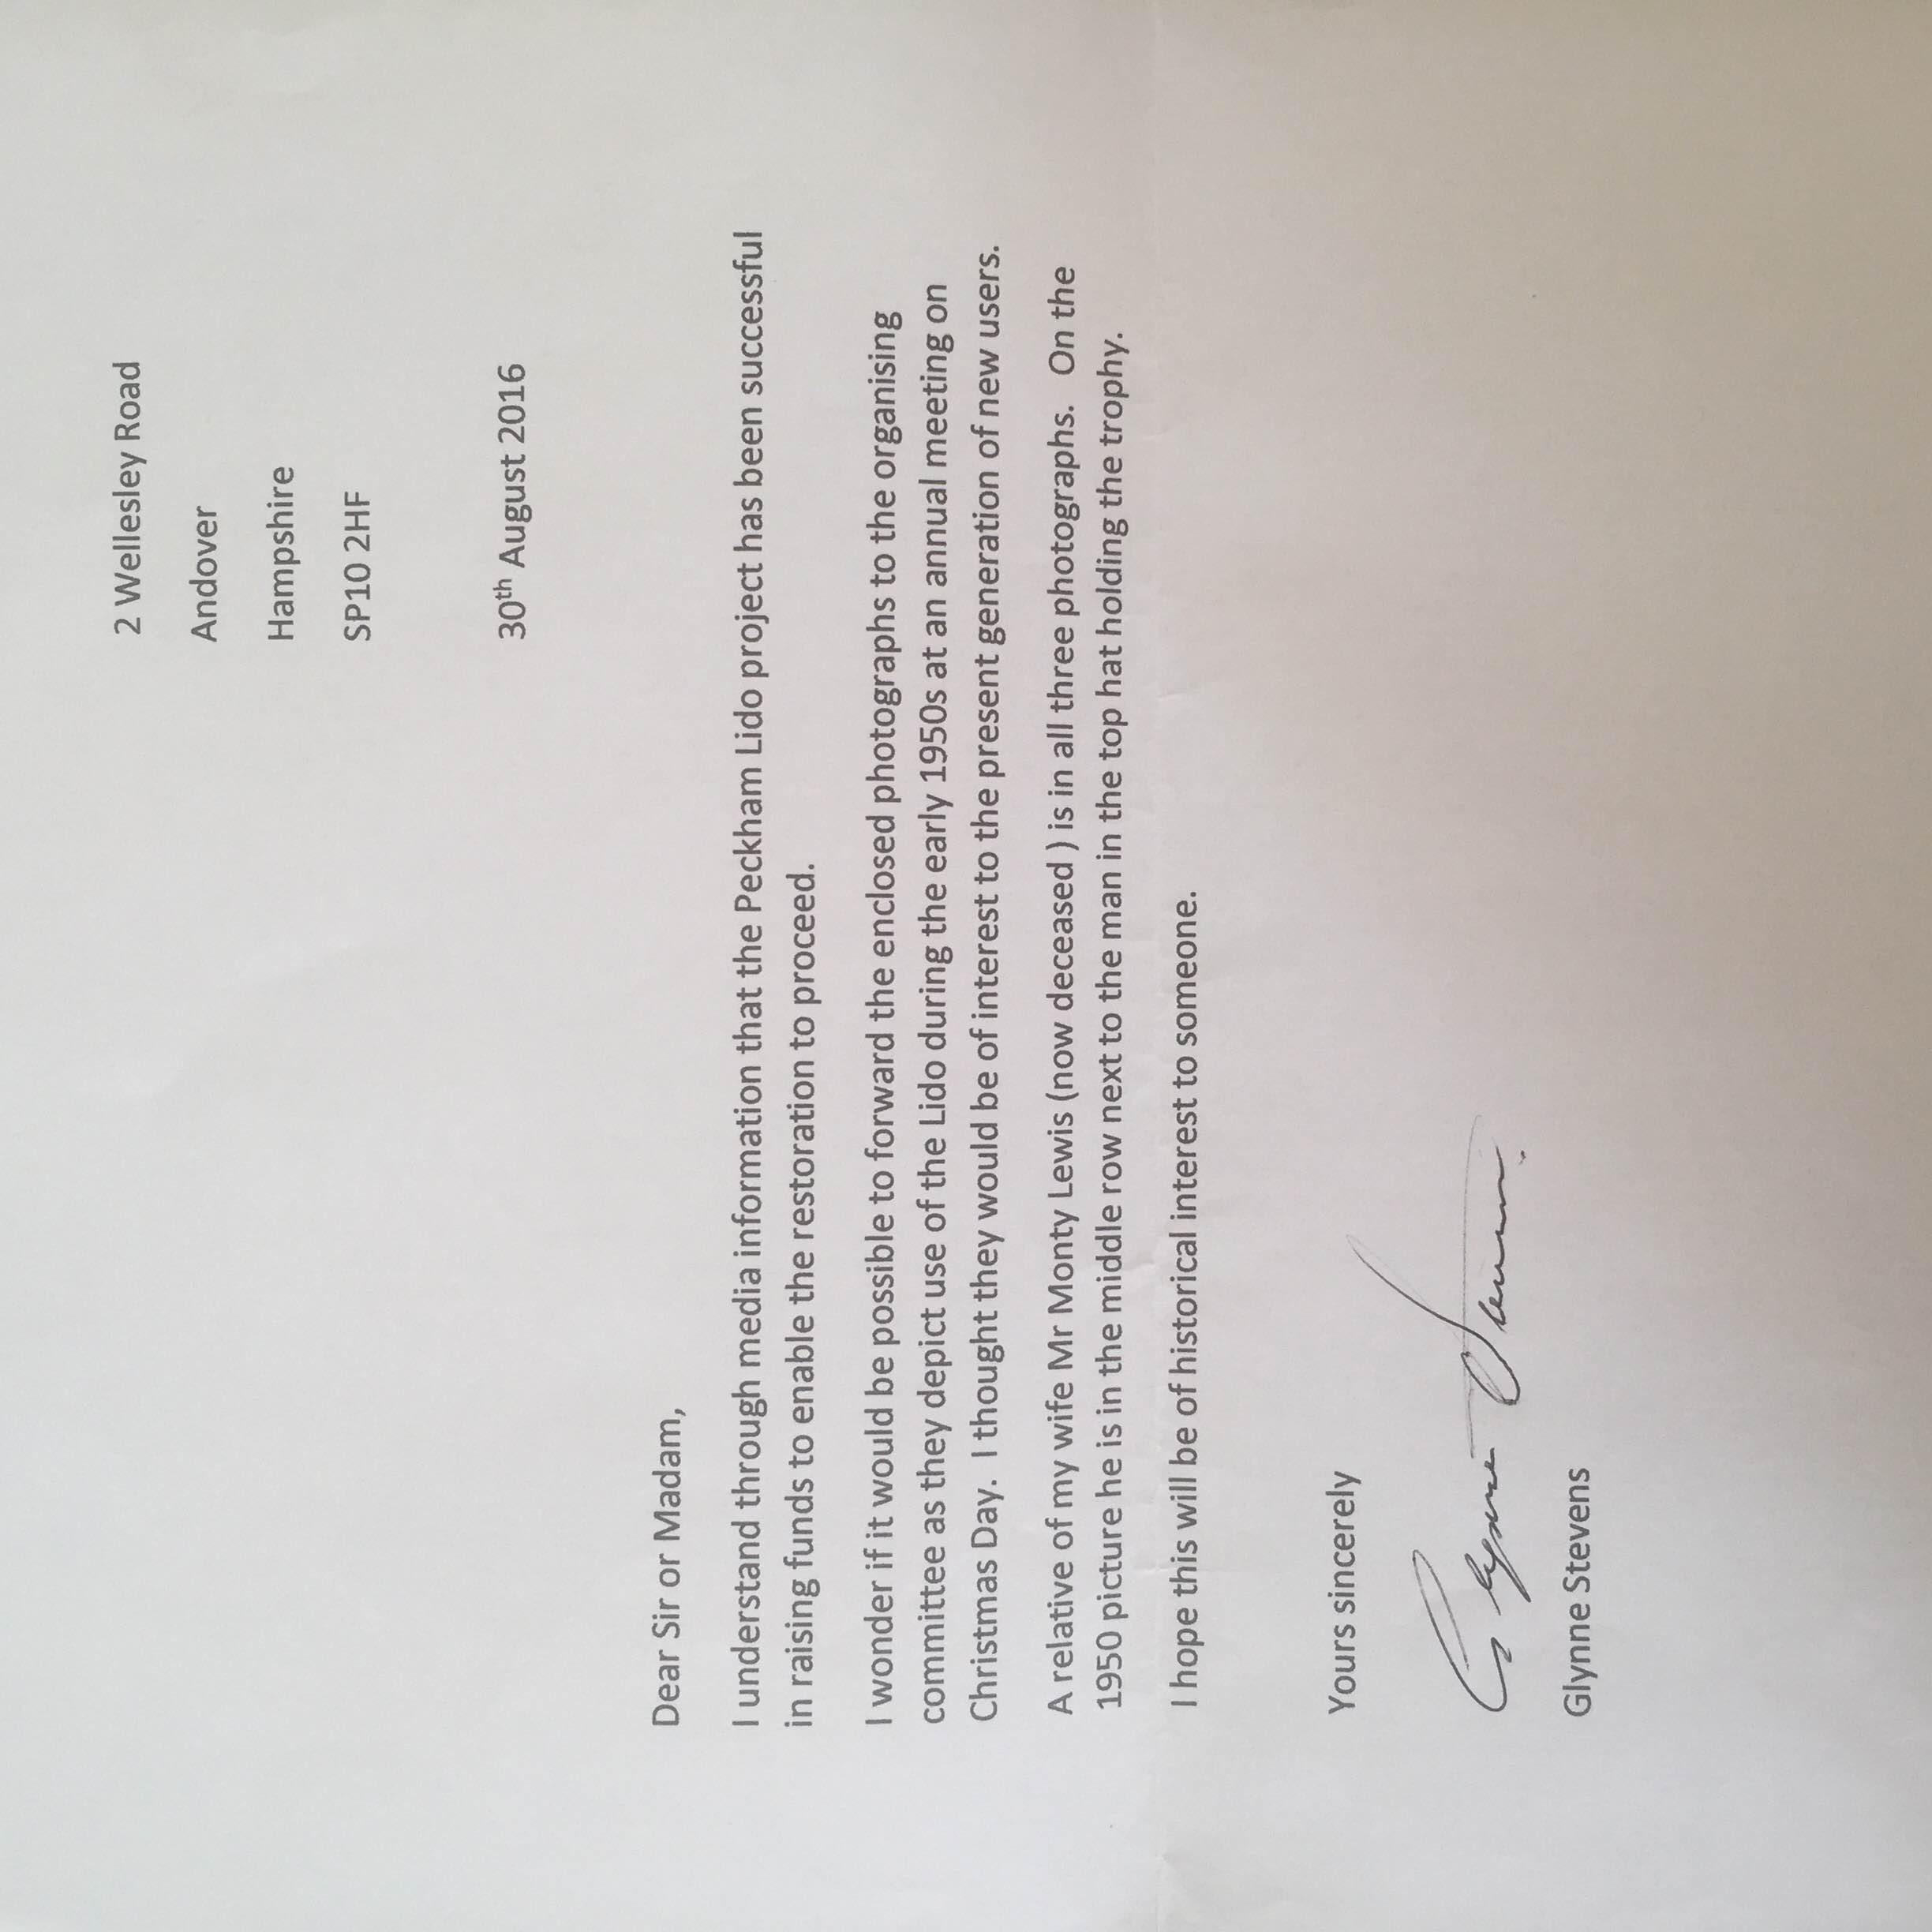 2 Wellesley Road
Andover
Hampshire
SP10 2HF
30th August 2016
Dear Sir or Madam,
I understand through media information that the Peckham Lido project has been successful
in raising funds to enable the restoration to proceed.
I wonder if it would be possible to forward the enclosed photographs to the organising
committee as they depict use of the Lido during the early 1950s at an annual meeting on
Christmas Day.  I thought they would be of interest to the present generation of new users.
A relative of my wife Mr Monty Lewis (now deceased ) is in all three photographs.   On the
1950 picture he is in the middle row next to the man in the top hat holding the trophy.
I hope this will be of historical interest to someone.
Yours sincerely
Glynne Stevens
Glynne Stevens